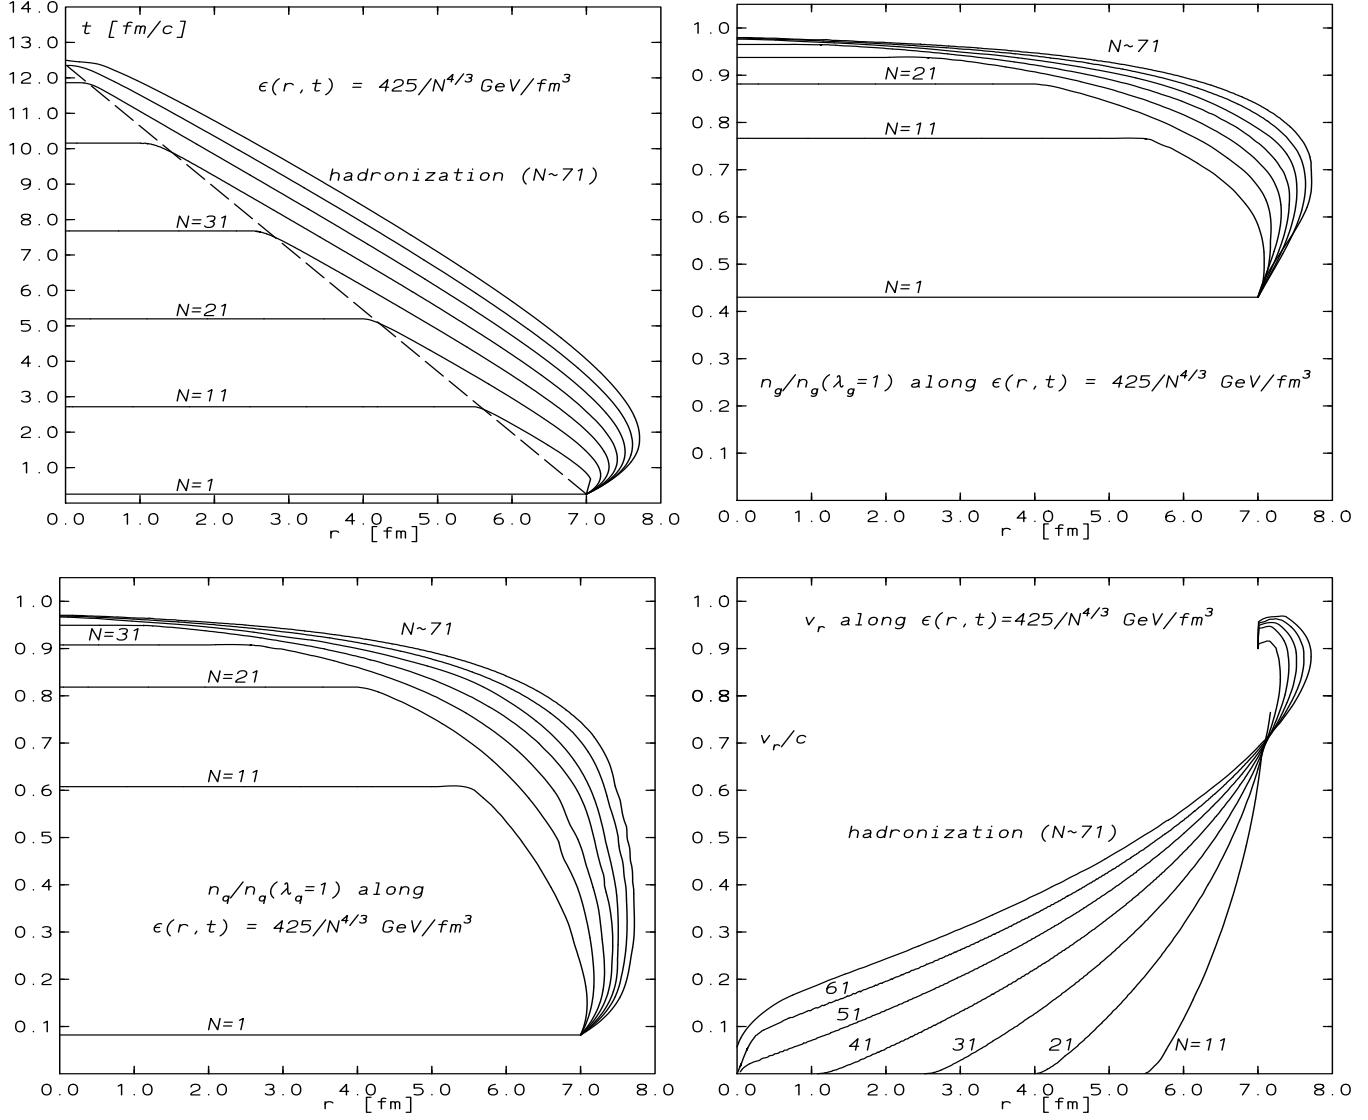 14.0
13.0
12.0
11.0
10.0
9.0
8.0
7.0
6.0
5.0
4.0
3.0
2.0
1.0
t [fm/c]
ϵ(r,t) = 425/N^4/3 GeV/fm^3
hadronization (N~71)
N=31
N=21
N=11
N=1
0.0 1.0 2.0 3.0 4.0 5.0 6.0 7.0 8.0
r [fm]
1.0
0.9
0.8
0.7
0.6
0.5
0.4
0.3
0.2
0.1
N~71
N=21
N=11
N=1
n_g/n_g(λ_g=1) along ϵ(r,t) = 425/N^4/3 GeV/fm^3
0.0 1.0 2.0 3.0 4.0 5.0 6.0 7.0 8.0
r [fm]
1.0
0.9
0.8
0.7
0.6
0.5
0.4
0.3
0.2
0.1
N~71
N=31
N=21
N=11
n_q/n_q(λ_q=1) along
ϵ(r,t) = 425/N^4/3 GeV/fm^3
N=1
0.0 1.0 2.0 3.0 4.0 5.0 6.0 7.0 8.0
r [fm]
1.0
0.9
0.8
0.7
0.6
0.5
0.4
0.3
0.2
0.1
v_r along ϵ(r,t)=425/N^4/3 GeV/fm^3
v_r/c
hadronization (N~71)
61
51
41 31 21 N=11
0.0 1.0 2.0 3.0 4.0 5.0 6.0 7.0 8.0
r [fm]